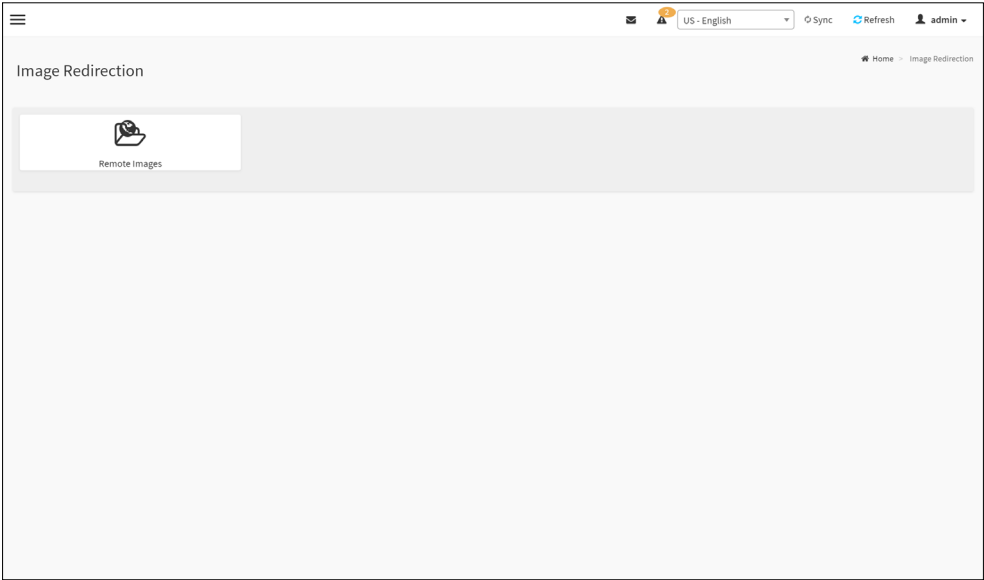 2
US - English
Sync
Refresh
admin
Home > Image Redirection
Image Redirection
Remote Images